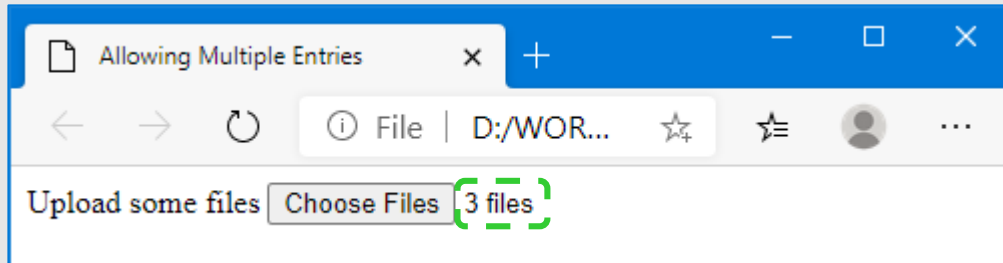 Allowing Multiple Entries
File D:/WOR...
Upload some files Choose Files 3 files